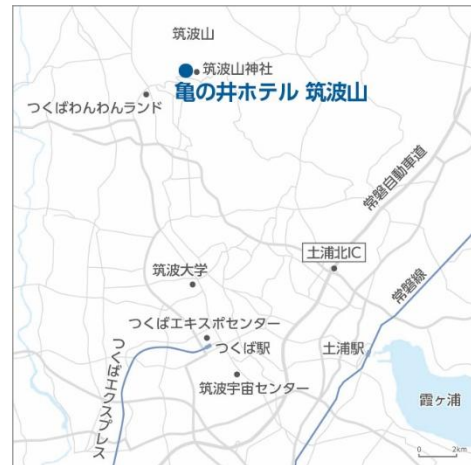 筑波山
筑波山神社
亀の井ホテル 筑波山
つくばわんわんランド
常磐自動車道
土浦北IC
筑波大学
常磐線
つくばエキスポセンター
つくば駅
土浦駅
つくばエクスプレス
筑波宇宙センター
霞ヶ浦
0 2km